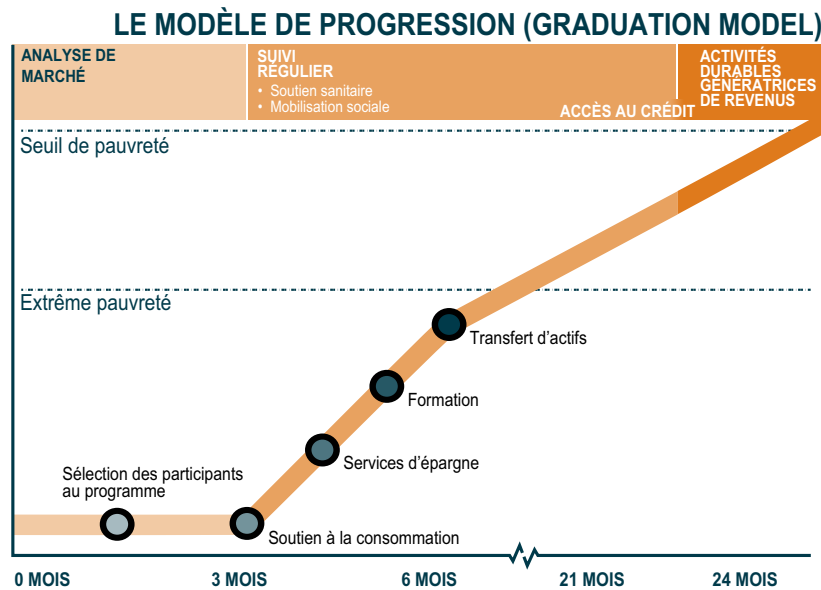 LE MODÈLE DE PROGRESSION (GRADUATION MODEL)
ANALYSE DE
MARCHÉ
SUIVI
RÉGULIER
• Soutien sanitaire
• Mobilisation sociale
ACCÈS AU CRÉDIT
ACTIVITÉS
DURABLES
GÉNÉRATRICES
DE REVENUS
Seuil de pauvreté
Extrême pauvreté
Transfert d'actifs
Formation
Services d'épargne
Sélection des participants
au programme
Soutien à la consommation
0 MOIS
3 MOIS
6 MOIS
21 MOIS
24 MOIS